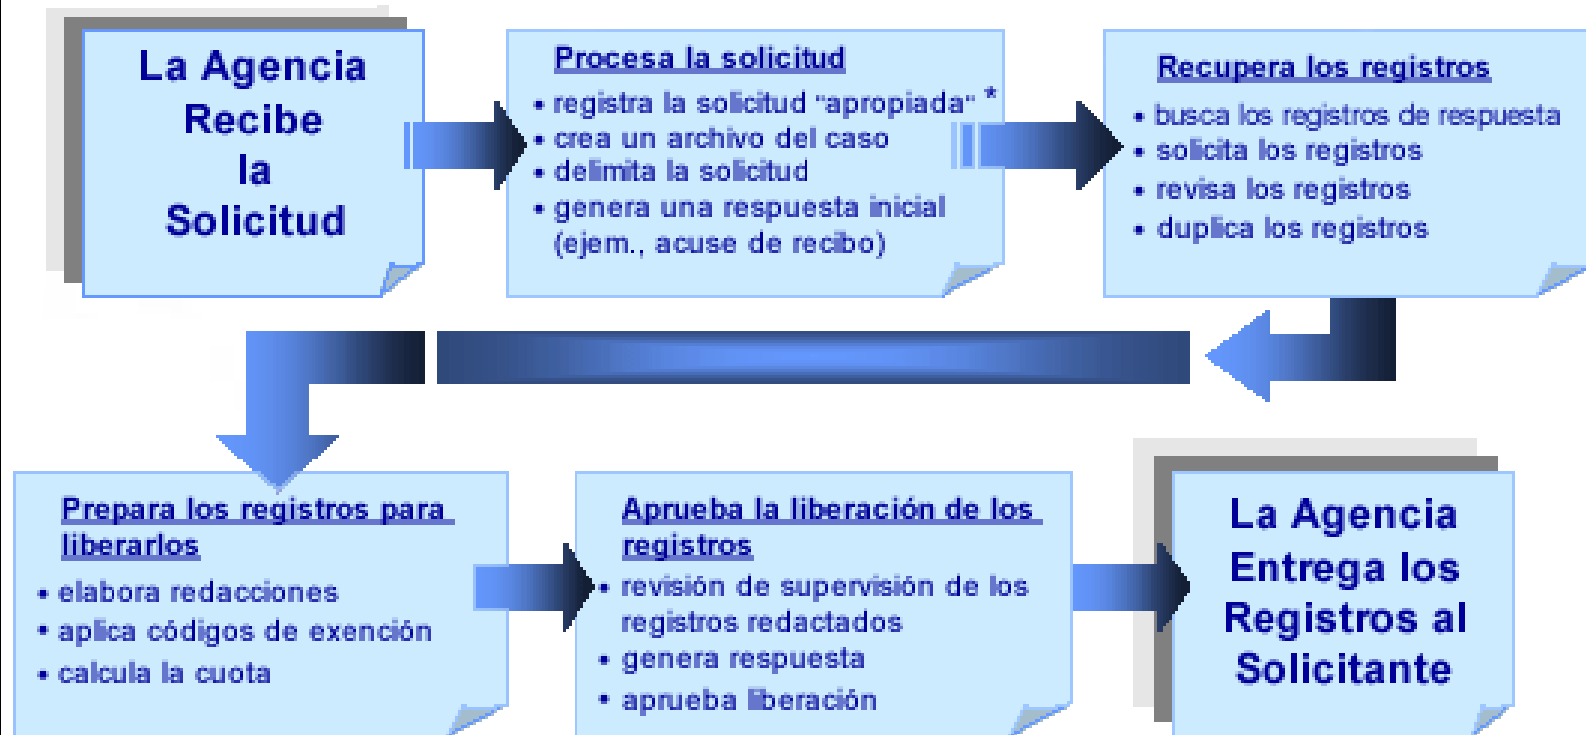 La Agencia
Recibe
la
Solicitud
Procesa la solicitud
• registra la solicitud "apropiada" *
• crea un archivo del caso
• delimita la solicitud
• genera una respuesta inicial
(ejem., acuse de recibo)
Recupera los registros
• busca los registros de respuesta
• solicita los registros
• revisa los registros
• duplica los registros
Prepara los registros para
liberarlos
• elabora redacciones
• aplica códigos de exención
• calcula la cuota
Aprueba la liberación de los
registros
• revisión de supervisión de los
registros redactados
• genera respuesta
• aprueba liberación
La Agencia
Entrega los
Registros al
Solicitante